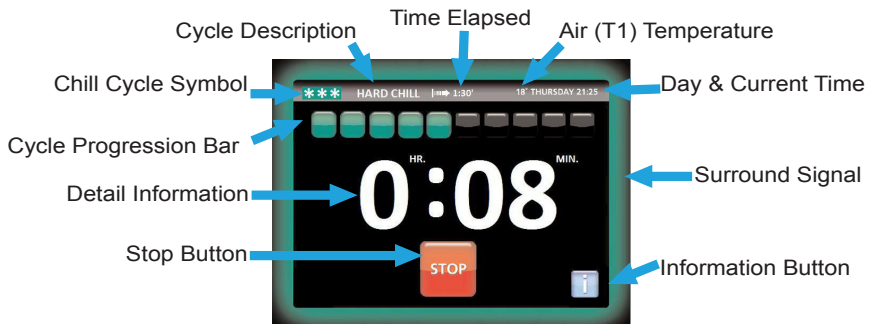 Cycle Description
Time Elapsed
Air (T1) Temperature
Chill Cycle Symbol
Day & Current Time
*** HARD CHILL 1:30' 18° THURSDAY 21:25
Cycle Progression Bar
HR.
MIN.
Detail Information
0:08
Surround Signal
Stop Button
STOP
Information Button
i